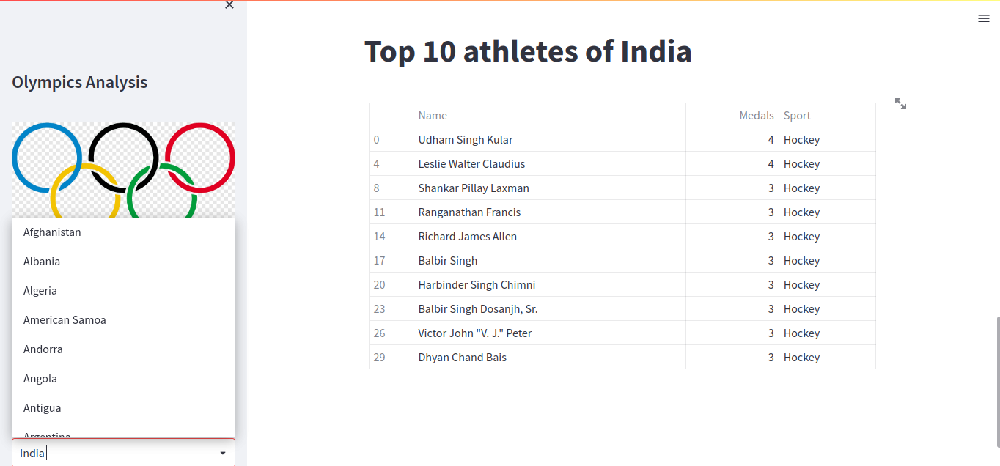 Olympics Analysis
Afghanistan
Albania
Algeria
American Samoa
Andorra
Angola
Antigua
Argentina
India
Top 10 athletes of India
Name Medals Sport
0 Udham Singh Kular 4 Hockey
4 Leslie Walter Claudius 4 Hockey
8 Shankar Pillay Laxman 3 Hockey
11 Ranganathan Francis 3 Hockey
14 Richard James Allen 3 Hockey
17 Balbir Singh 3 Hockey
20 Harbinder Singh Chimni 3 Hockey
23 Balbir Singh Dosanjh, Sr. 3 Hockey
26 Victor John "V. J." Peter 3 Hockey
29 Dhyan Chand Bais 3 Hockey